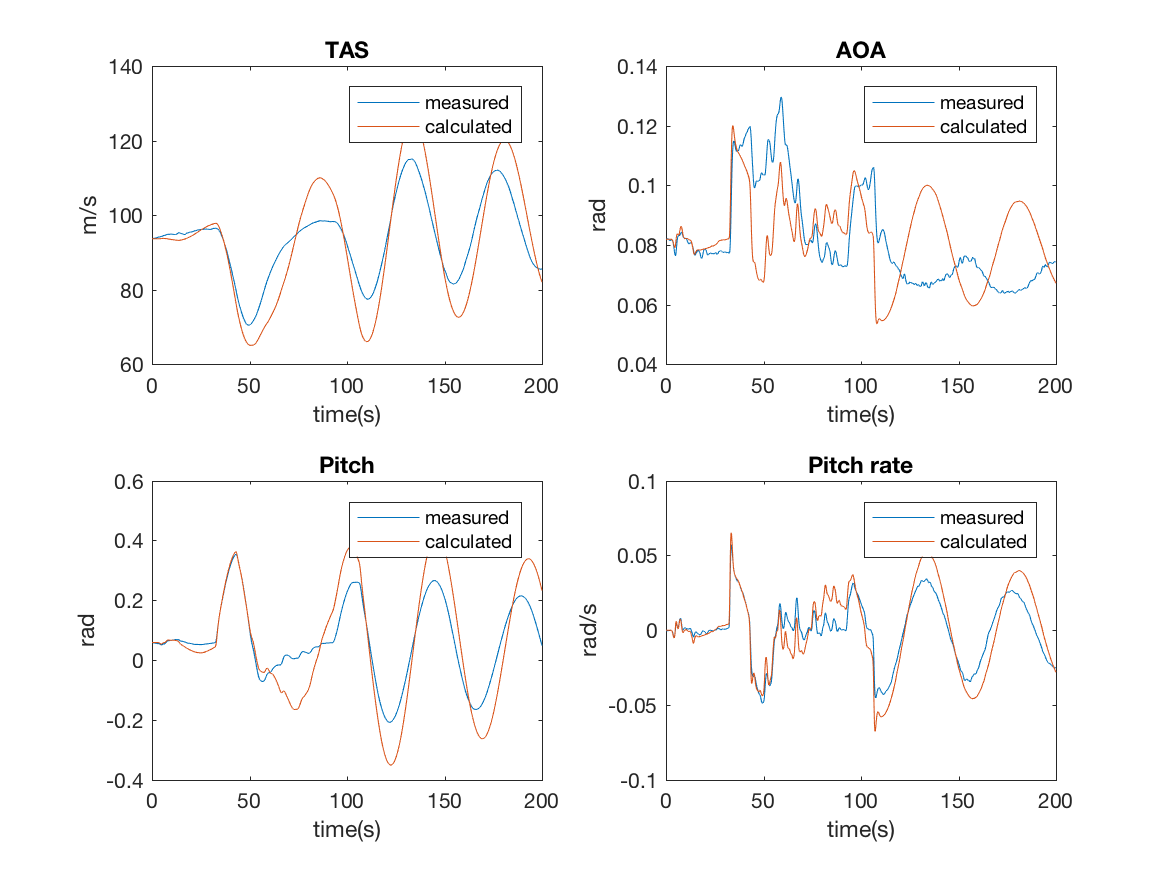 TAS
140
120
100
80
60
m/s
measured
calculated
0 50 100 150 200
time(s)
AOA
0.14
0.12
0.1
0.08
0.06
0.04
rad
measured
calculated
0 50 100 150 200
time(s)
Pitch
0.6
0.4
0.2
0
-0.2
-0.4
rad
measured
calculated
0 50 100 150 200
time(s)
Pitch rate
0.1
0.05
0
-0.05
-0.1
rad/s
measured
calculated
0 50 100 150 200
time(s)